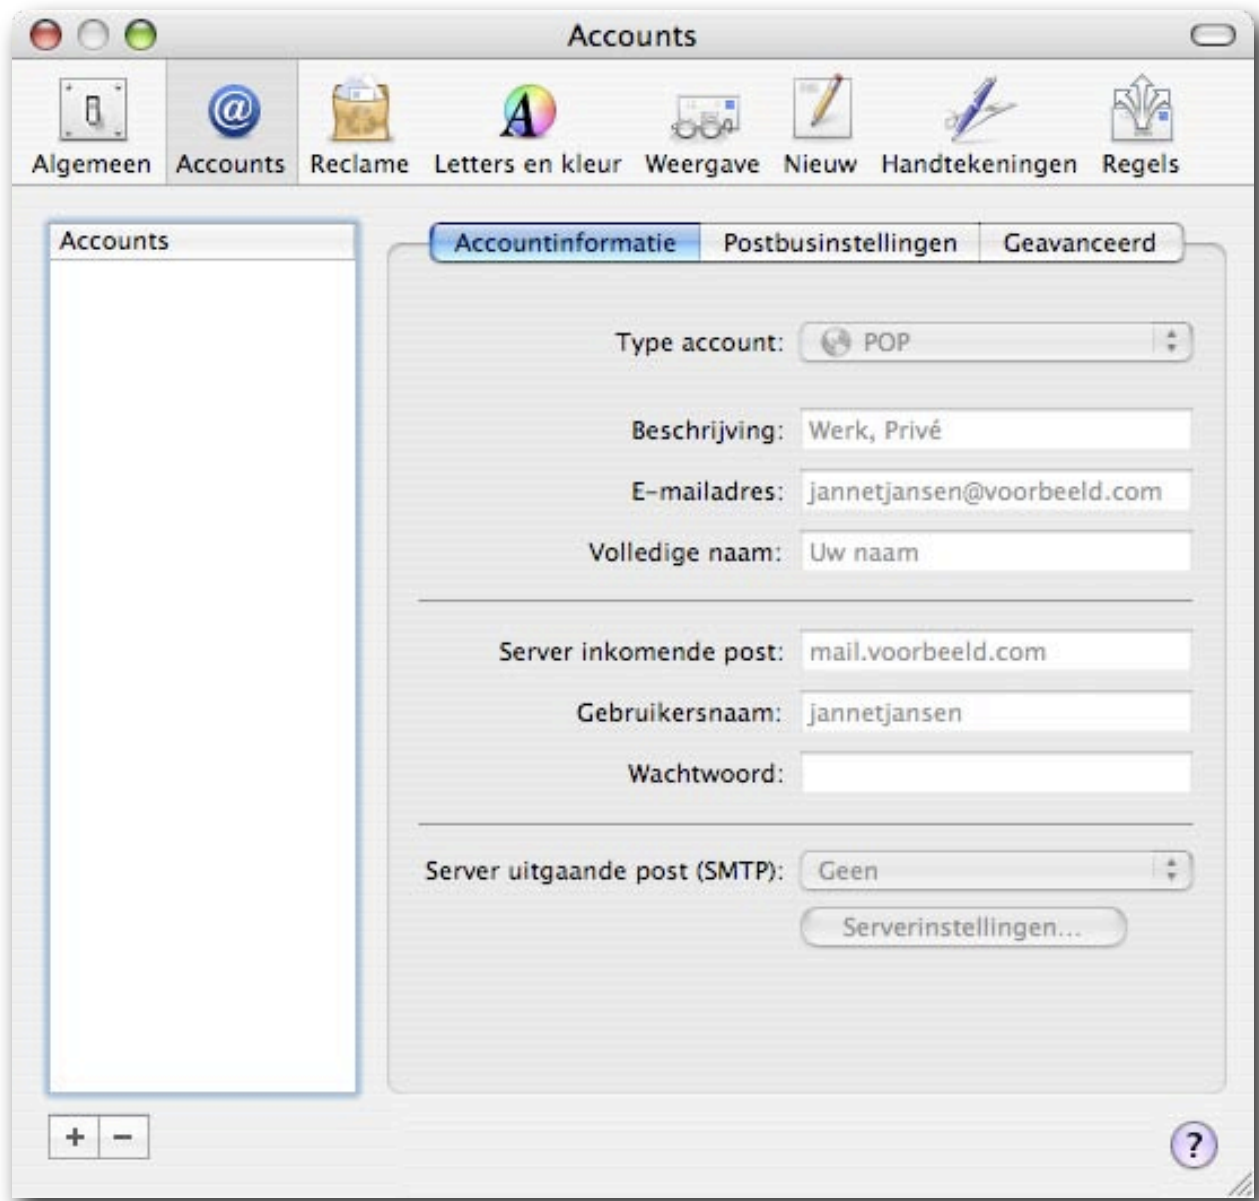 Accounts
Algemeen Accounts Reclame Letters en kleur Weergave Nieuw Handtekeningen Regels
Accounts
Accountinformatie Postbusinstellingen Geavanceerd
Type account: POP
Beschrijving: Werk, Privé
E-mailadres: jannetjansen@voorbeeld.com
Volledige naam: Uw naam
Server inkomende post: mail.voorbeeld.com
Gebruikersnaam: jannetjansen
Wachtwoord:
Server uitgaande post (SMTP): Geen
Serverinstellingen...
+ − ?